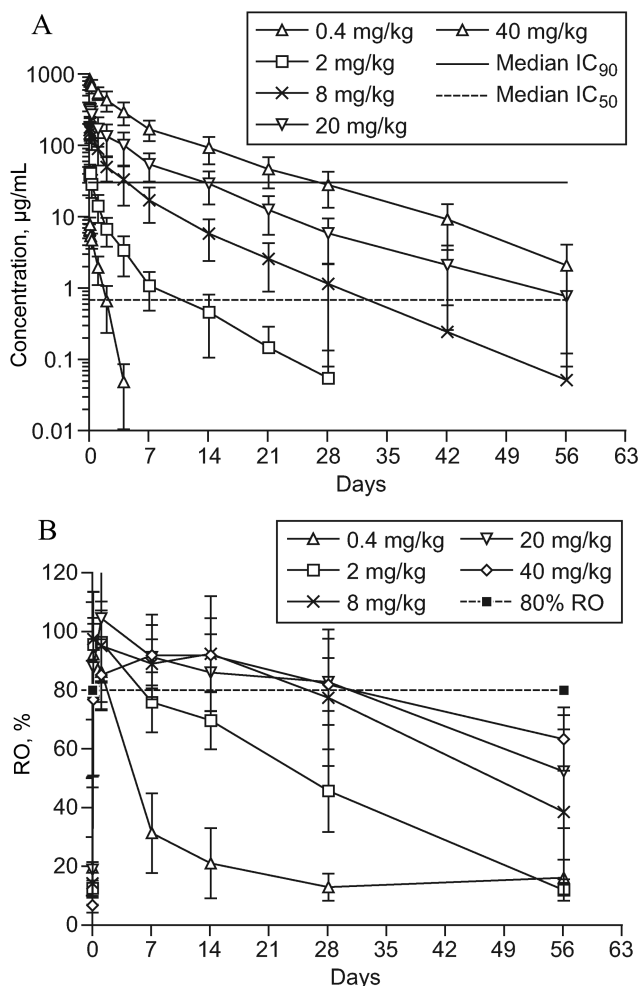 A
0.4 mg/kg
40 mg/kg
2 mg/kg
Median IC90
8 mg/kg
Median IC50
20 mg/kg
1000
100
10
1
0.1
0.01
Concentration, µg/mL
0 7 14 21 28 35 42 49 56 63
Days
B
0.4 mg/kg
20 mg/kg
2 mg/kg
40 mg/kg
8 mg/kg
80% RO
120
100
80
60
40
20
0
RO, %
0 7 14 21 28 35 42 49 56 63
Days